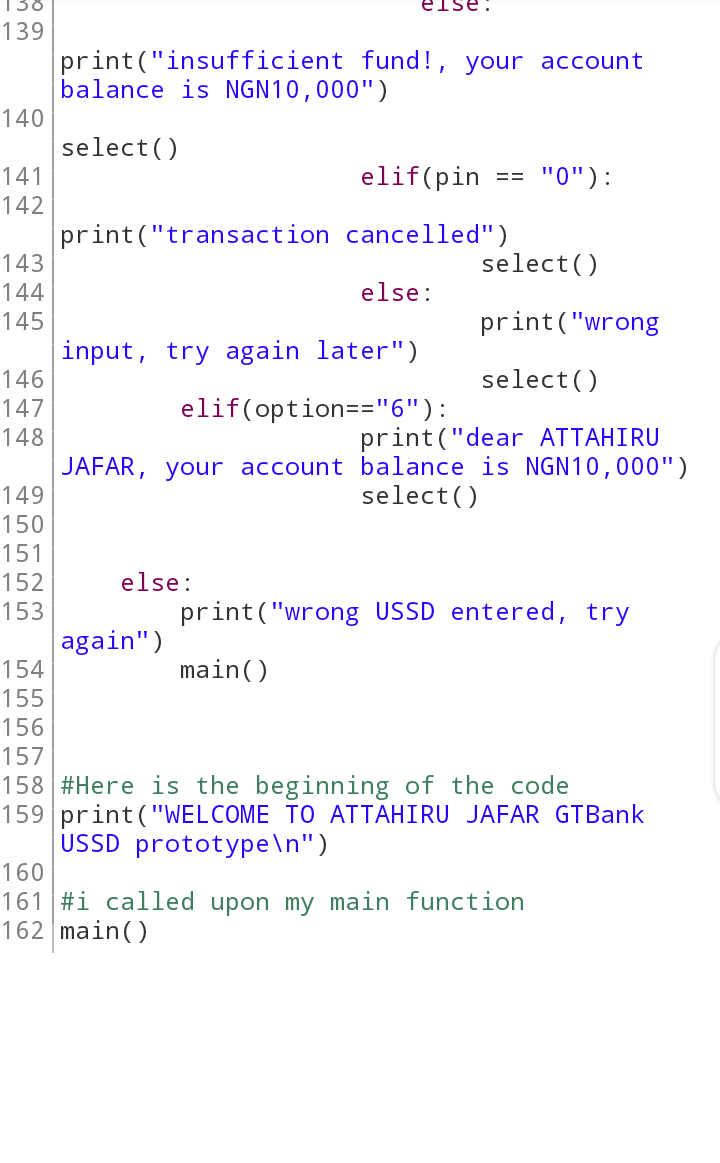 138 else:
139
print("insufficient fund!, your account
balance is NGN10,000")
140
select()
141 elif(pin == "0"):
142
print("transaction cancelled")
143 select()
144 else:
145 print("wrong
input, try again later")
146 select()
147 elif(option=="6"):
148 print("dear ATTAHIRU
JAFAR, your account balance is NGN10,000")
149 select()
150
151
152 else:
153 print("wrong USSD entered, try
again")
154 main()
155
156
157
158 #Here is the beginning of the code
159 print("WELCOME TO ATTAHIRU JAFAR GTBank
USSD prototype\n")
160
161 #i called upon my main function
162 main()